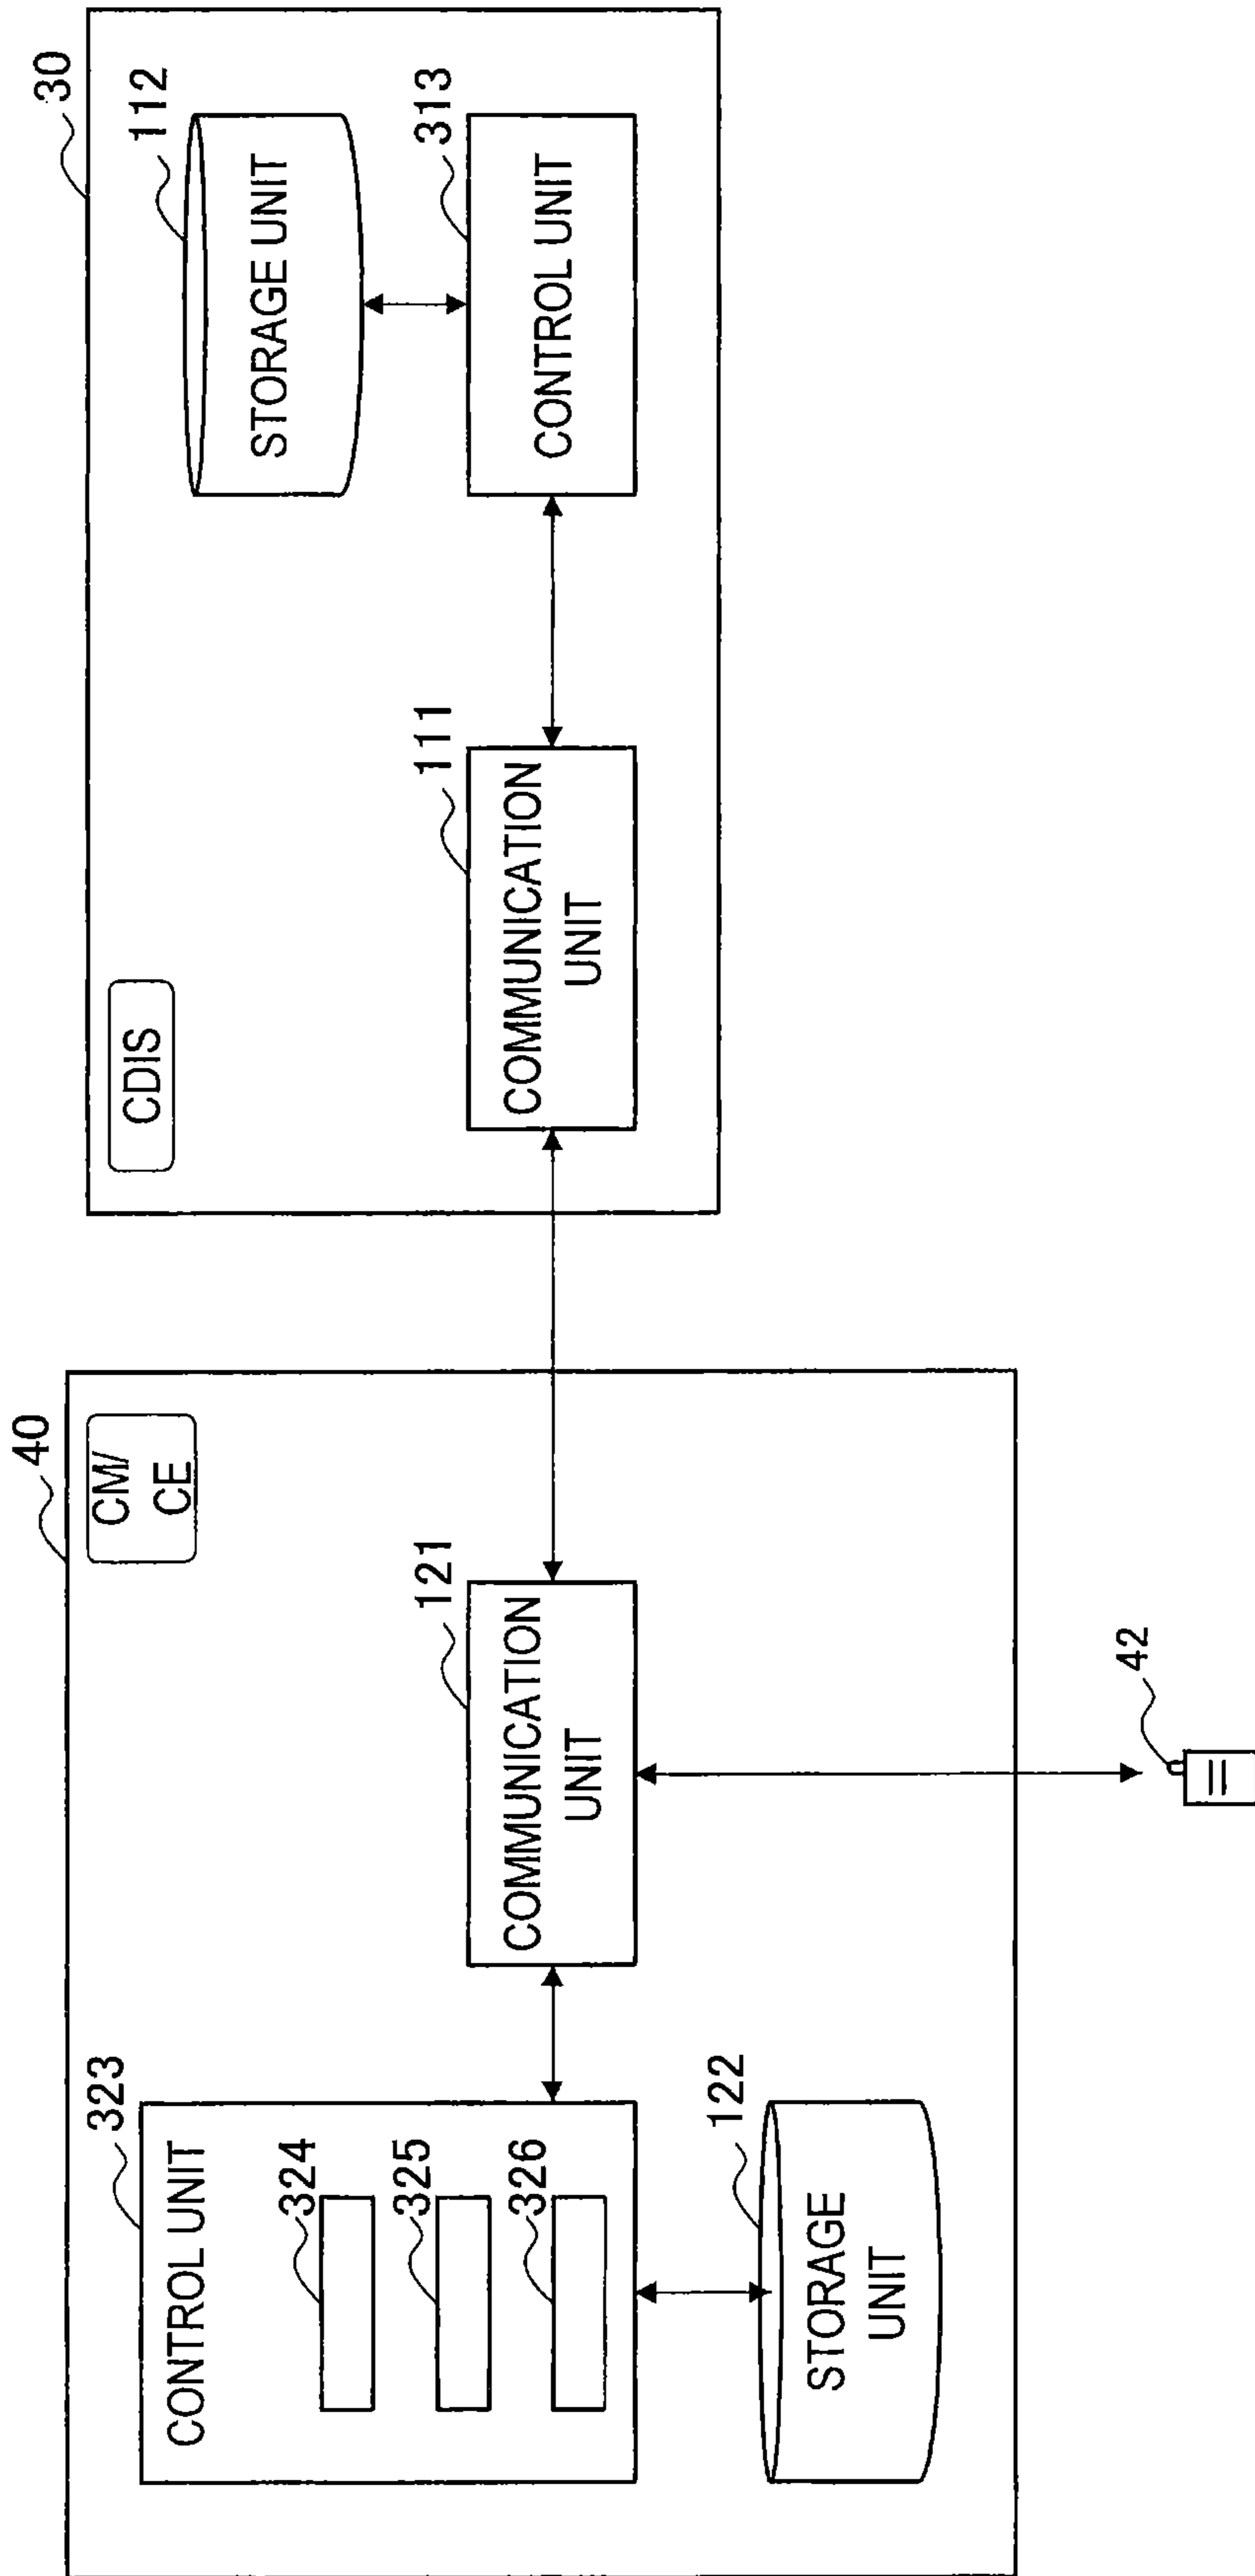 40
CM/
CE
323
CONTROL UNIT
324
325
326
121
COMMUNICATION
UNIT
122
STORAGE
UNIT
42
30
CDIS
112
STORAGE UNIT
111
COMMUNICATION
UNIT
313
CONTROL UNIT